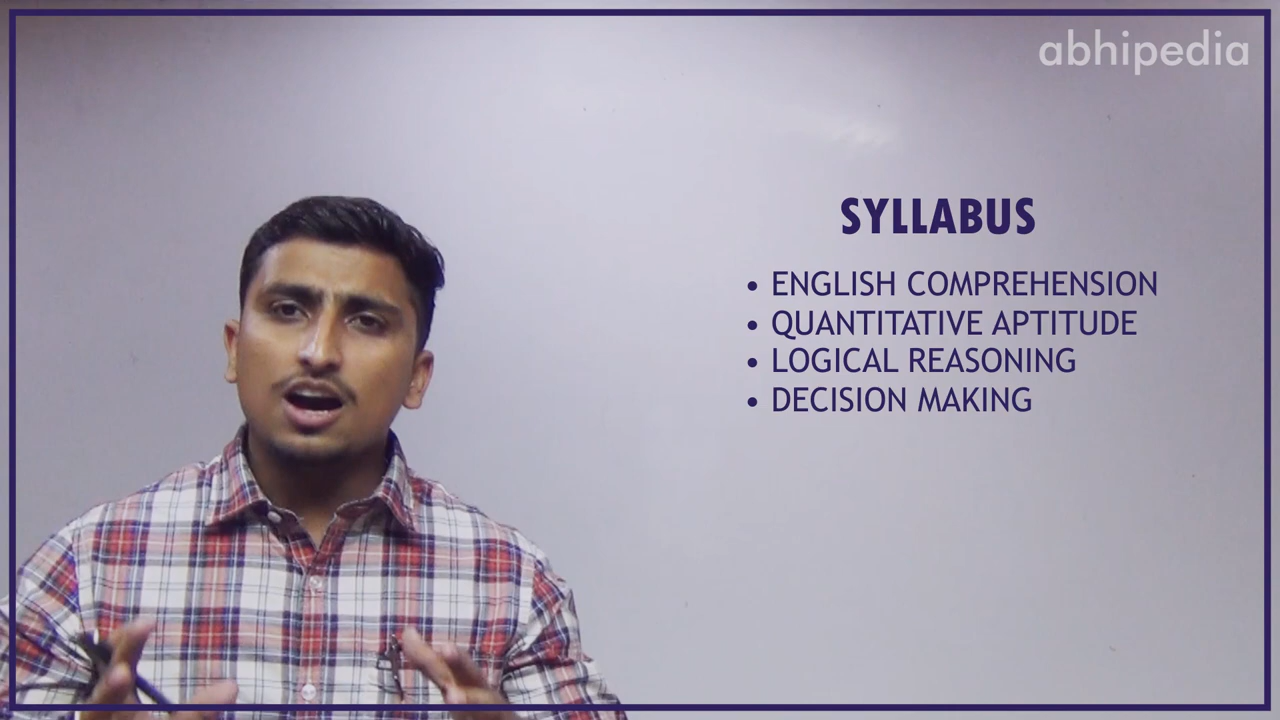 abhipedia
SYLLABUS
• ENGLISH COMPREHENSION
• QUANTITATIVE APTITUDE
• LOGICAL REASONING
• DECISION MAKING